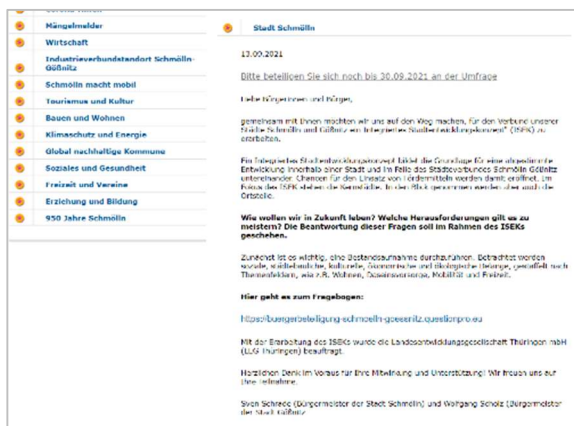 Mängelmelder
Wirtschaft
Industrieverbundstandort Schmölln-
Gößnitz
Schmölln macht mobil
Tourismus und Kultur
Bauen und Wohnen
Klimaschutz und Energie
Global nachhaltige Kommune
Soziales und Gesundheit
Freizeit und Vereine
Erziehung und Bildung
950 Jahre Schmölln
Stadt Schmölln
13.09.2021
Bitte beteiligen Sie sich noch bis 30.09.2021 an der Umfrage
Liebe Bürgerinnen und Bürger,
gemeinsam mit Ihnen möchten wir uns auf den Weg machen, für den Verbund unserer
Städte Schmölln und Gößnitz ein Integriertes Stadtentwicklungskonzept" (ISEK) zu
erarbeiten.
Ein Integriertes Stadtentwicklungskonzept bildet die Grundlage für eine abgestimmte
Entwicklung innerhalb einer Stadt und im Falle des Städteverbundes Schmölln Gößnitz
untereinander. Chancen für den Einsatz von Fördermitteln werden damit eröffnet. Im
Fokus des ISEK stehen die Kernstädte. In den Blick genommen werden aber auch die
Ortsteile.
Wie wollen wir in Zukunft leben? Welche Herausforderungen gilt es zu
meistern? Die Beantwortung dieser Fragen soll im Rahmen des ISEKs
geschehen.
Zunächst ist es wichtig, eine Bestandsaufnahme durchzuführen. Betrachtet werden
soziale, städtebauliche, kulturelle, ökonomische und ökologische Belange, gestaffelt nach
Themenfeldern, wie z.B. Wohnen, Daseinsvorsorge, Mobilität und Freizeit.
Hier geht es zum Fragebogen:
https://buergerbeteiligung-schmoelln-goessnitz.questionpro.eu
Mit der Erarbeitung des ISEKs wurde die Landesentwicklungsgesellschaft Thüringen mbH
(LEG Thüringen) beauftragt.
Herzlichen Dank im Voraus für Ihre Mitwirkung und Unterstützung! Wir freuen uns auf
Ihre Teilnahme.
Sven Schrade (Bürgermeister der Stadt Schmölln) und Wolfgang Scholz (Bürgermeister
der Stadt Gößnitz